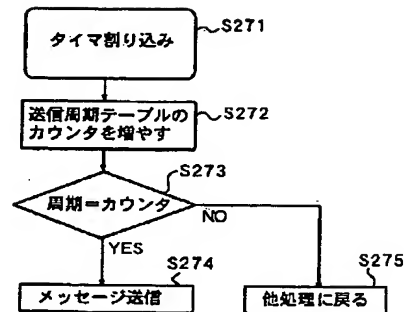 タイマ割り込み
S271
送信周期テーブルの
カウンタを増やす
S272
周期=カウンタ
S273
NO
YES
S274
メッセージ送信
S275
他処理に戻る